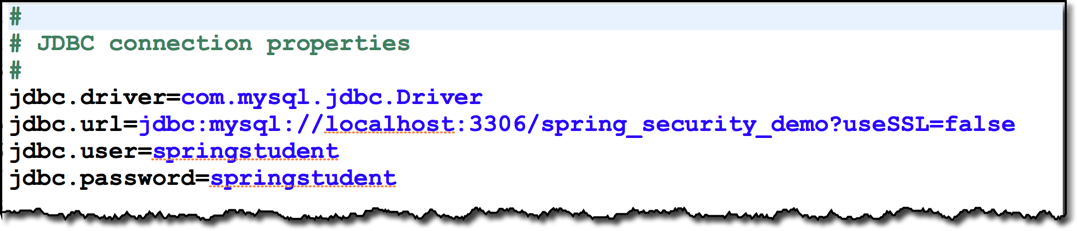 #
# JDBC connection properties
#
jdbc.driver=com.mysql.jdbc.Driver
jdbc.url=jdbc:mysql://localhost:3306/spring_security_demo?useSSL=false
jdbc.user=springstudent
jdbc.password=springstudent